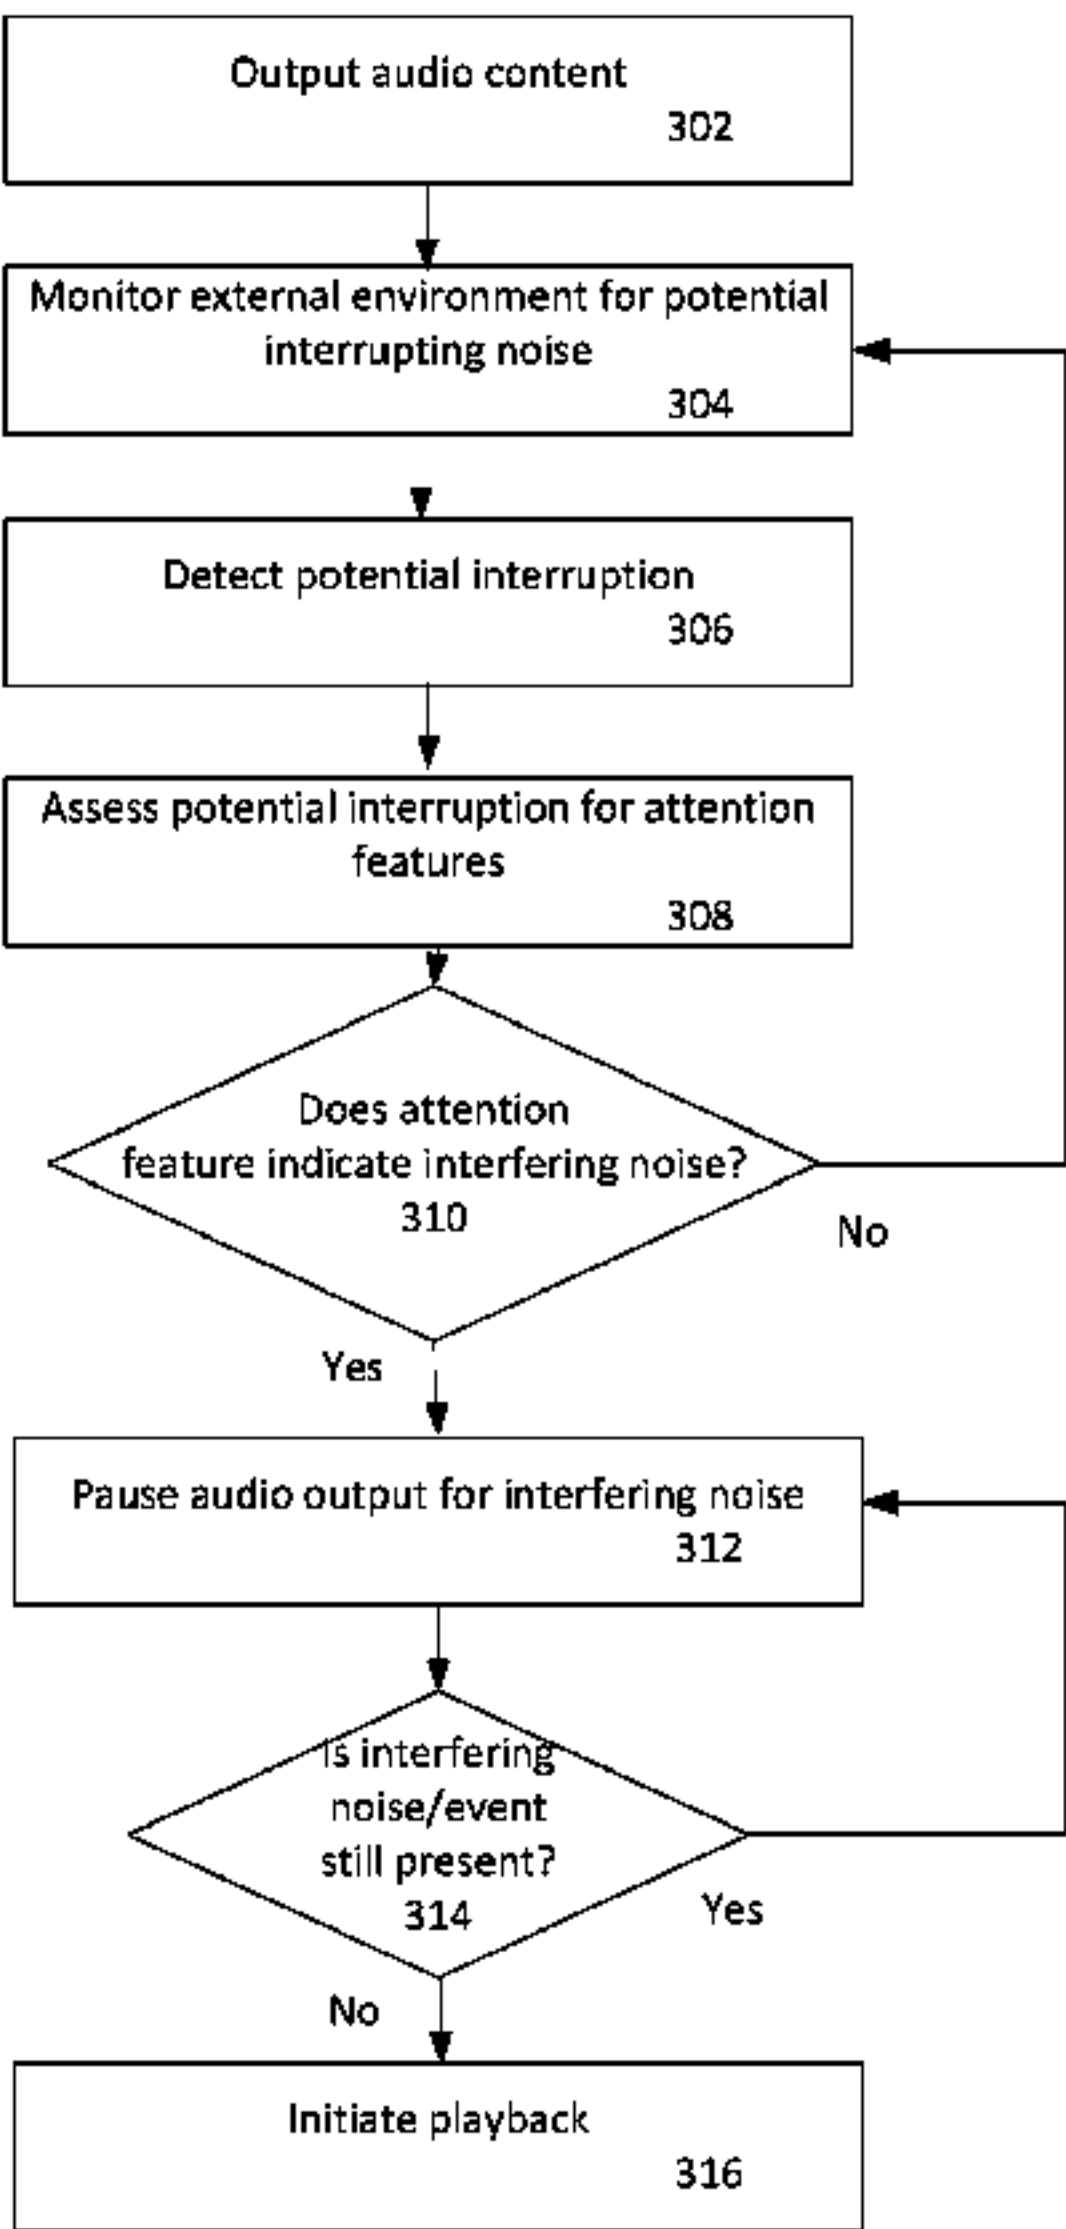 Output audio content
302
Monitor external environment for potential
interrupting noise
304
Detect potential interruption
306
Assess potential interruption for attention
features
308
Does attention
feature indicate interfering noise?
310
No
Yes
Pause audio output for interfering noise
312
Is interfering
noise/event
still present?
314
Yes
No
Initiate playback
316